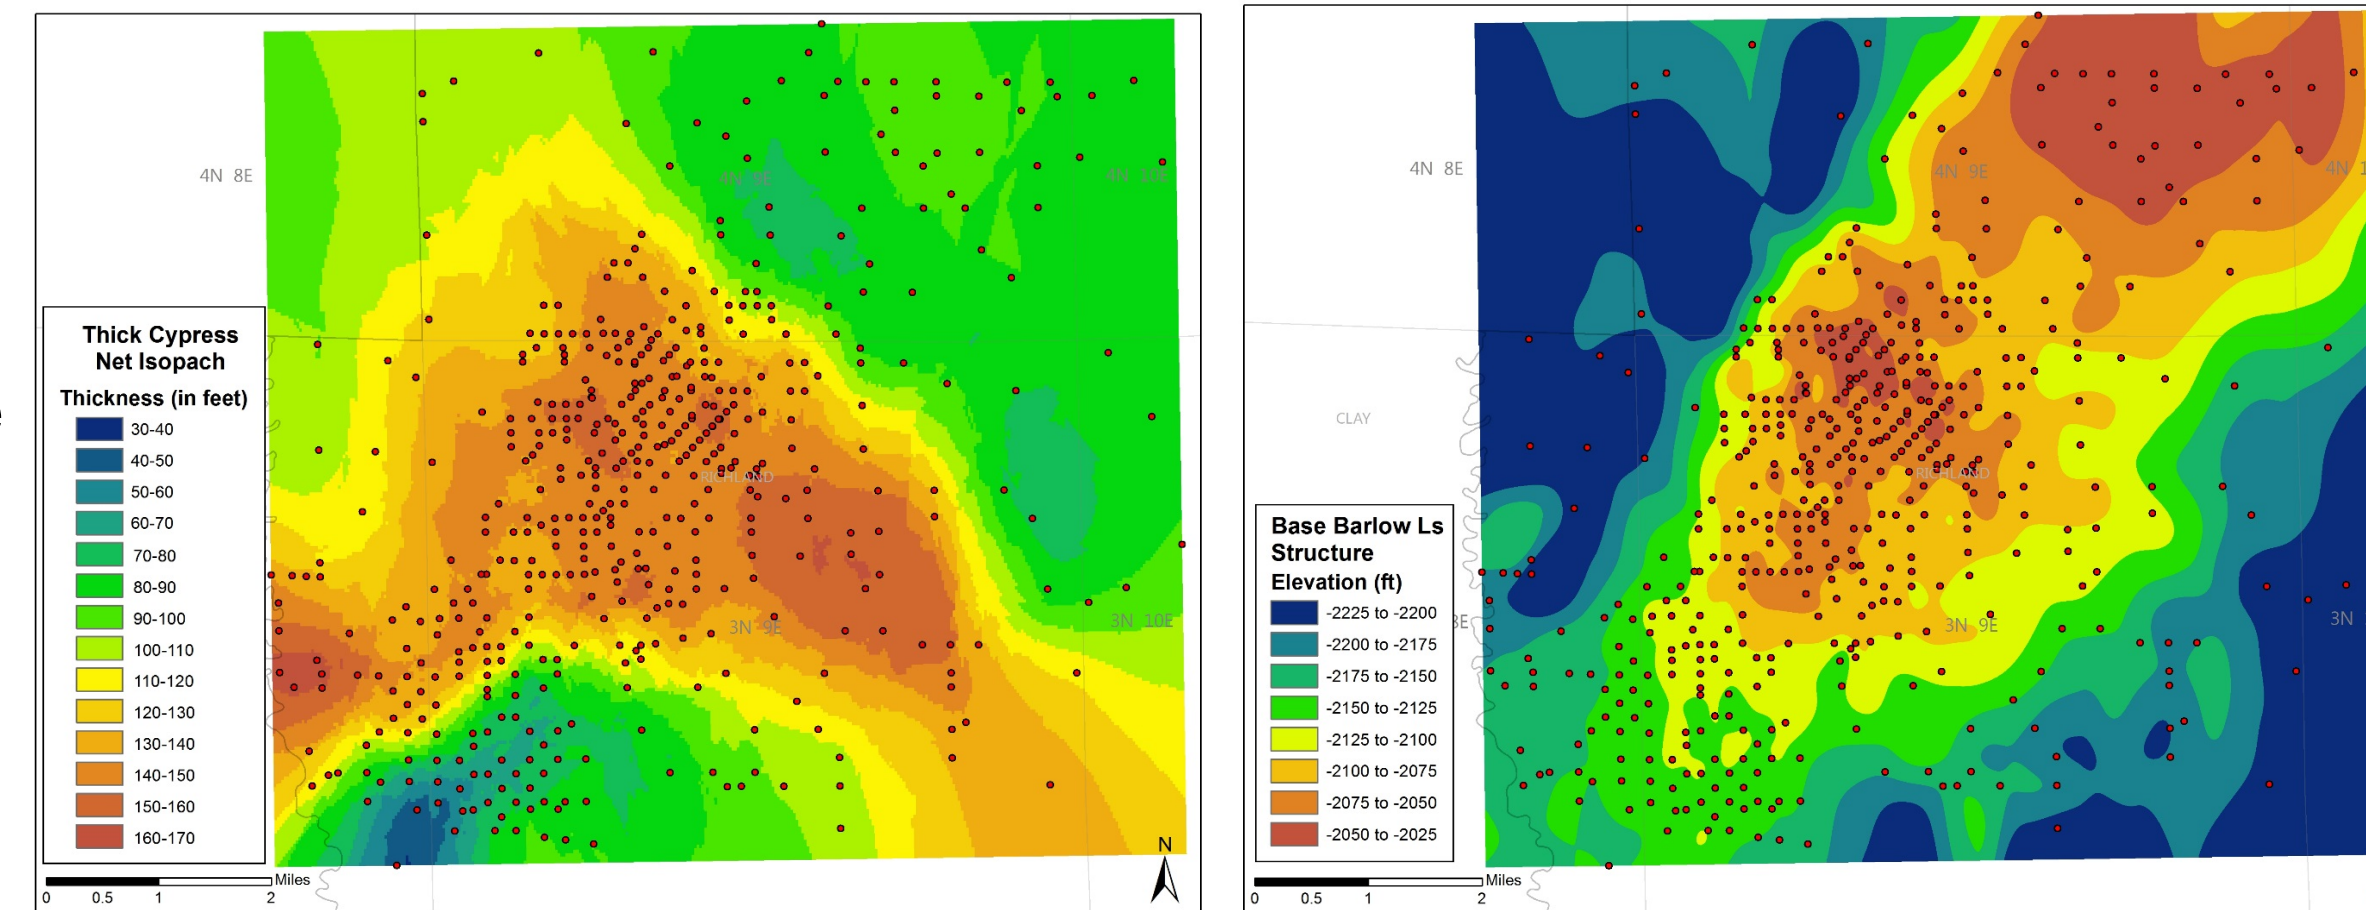 4N 8E
4N 9E
4N 10E
RICHLAND
3N 9E
3N 10E
Thick Cypress
Net Isopach
Thickness (in feet)
30-40
40-50
50-60
60-70
70-80
80-90
90-100
100-110
110-120
120-130
130-140
140-150
150-160
160-170
N
0 0.5 1 2 Miles
4N 8E
4N 9E
4N 1
CLAY
RICHLAND
8E
3N 9E
3N
Base Barlow Ls
Structure
Elevation (ft)
-2225 to -2200
-2200 to -2175
-2175 to -2150
-2150 to -2125
-2125 to -2100
-2100 to -2075
-2075 to -2050
-2050 to -2025
0 0.5 1 2 Miles